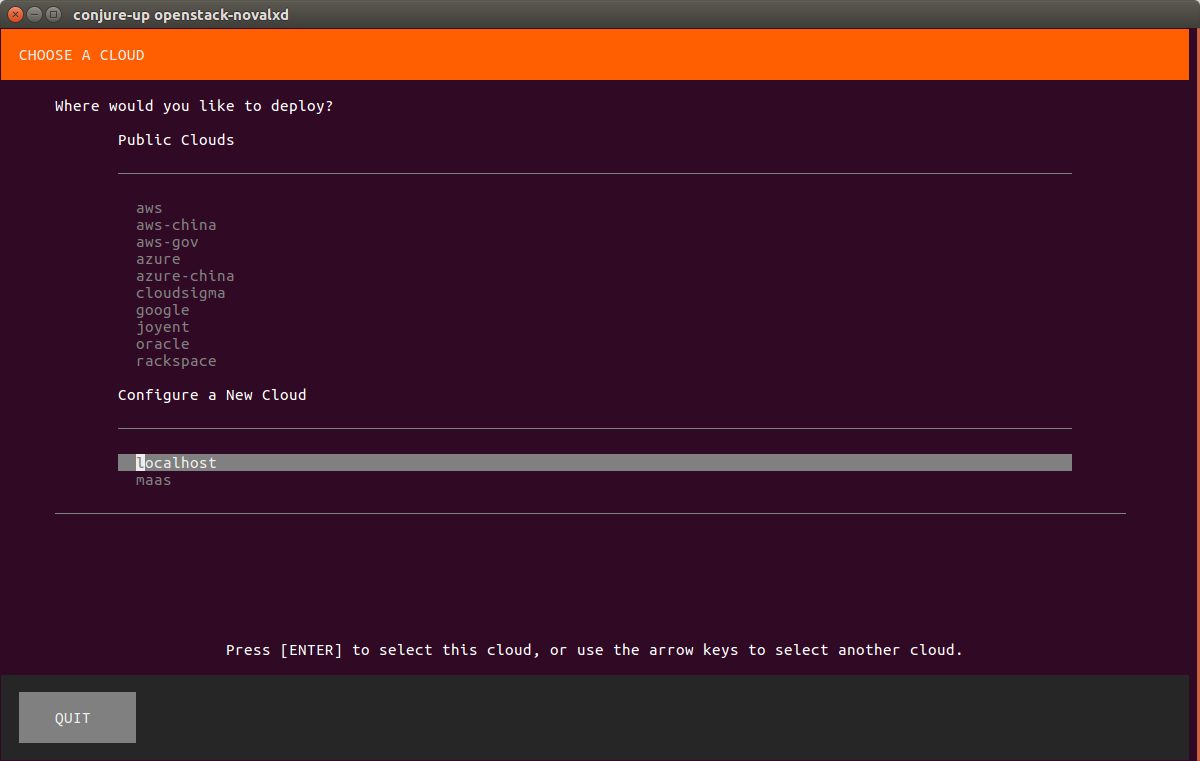 conjure-up openstack-novalxd
CHOOSE A CLOUD
Where would you like to deploy?
Public Clouds
aws
aws-china
aws-gov
azure
azure-china
cloudsigma
google
joyent
oracle
rackspace
Configure a New Cloud
localhost
maas
Press [ENTER] to select this cloud, or use the arrow keys to select another cloud.
QUIT